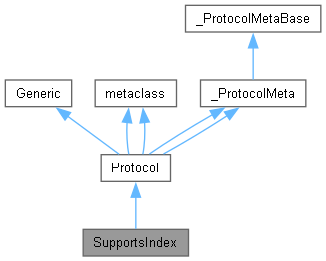 _ProtocolMetaBase
Generic
metaclass
_ProtocolMeta
Protocol
SupportsIndex